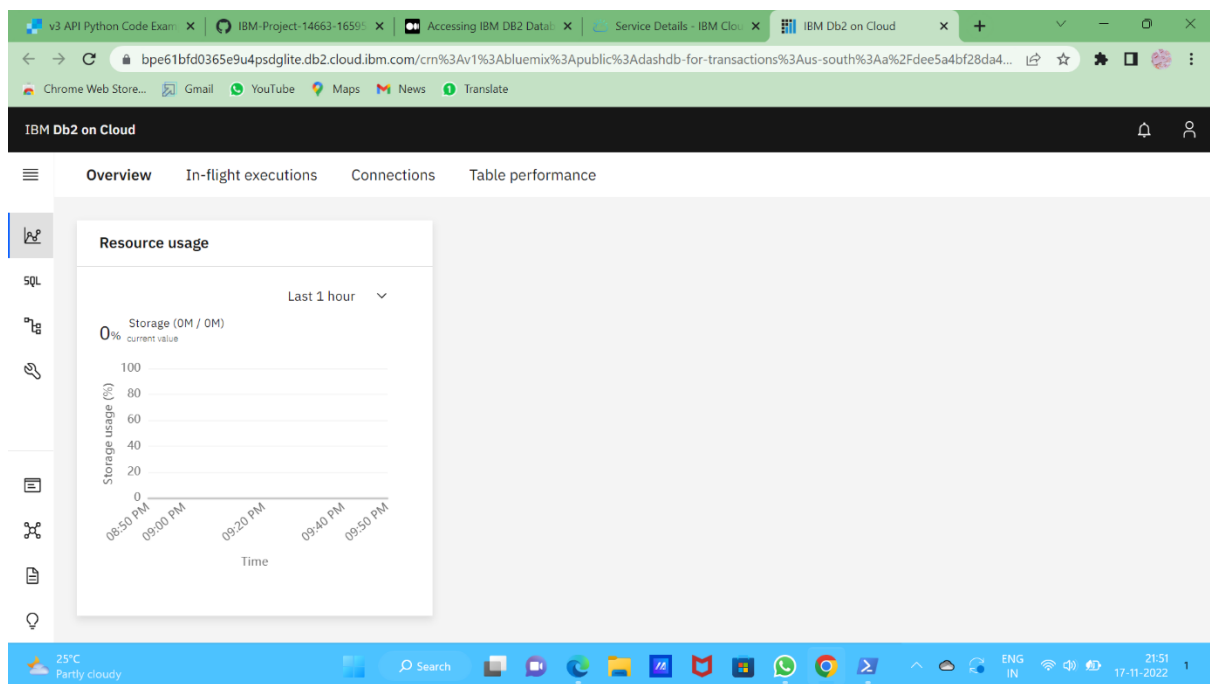 v3 API Python Code Exam
IBM-Project-14663-1659
Accessing IBM DB2 Datab
Service Details - IBM Clou
IBM Db2 on Cloud
bpe61bfd0365e9u4psdglite.db2.cloud.ibm.com/crn%3Av1%3Abluemix%3Apublic%3Adashdb-for-transactions%3Aus-south%3Aa%2Fdee5a4bf28da4...
Chrome Web Store...
Gmail
YouTube
Maps
News
Translate
IBM Db2 on Cloud
Overview
In-flight executions
Connections
Table performance
SQL
Resource usage
Last 1 hour
0% Storage (0M / 0M)
current value
100
80
60
40
20
0
Storage usage (%)
08:50 PM
09:00 PM
09:20 PM
09:40 PM
09:50 PM
Time
25°C
Partly cloudy
Search
ENG
IN
21:51
17-11-2022
1